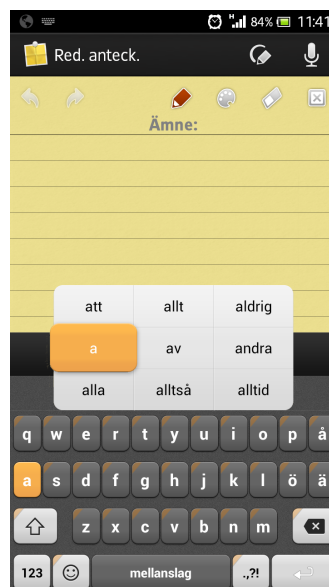 84% 11:41
Red. anteck.
Ämne:
att allt aldrig
a av andra
alla alltså alltid
q w e r t y u i o p å
a s d f g h j k l ö ä
z x c v b n m
123 mellanslag .,?!